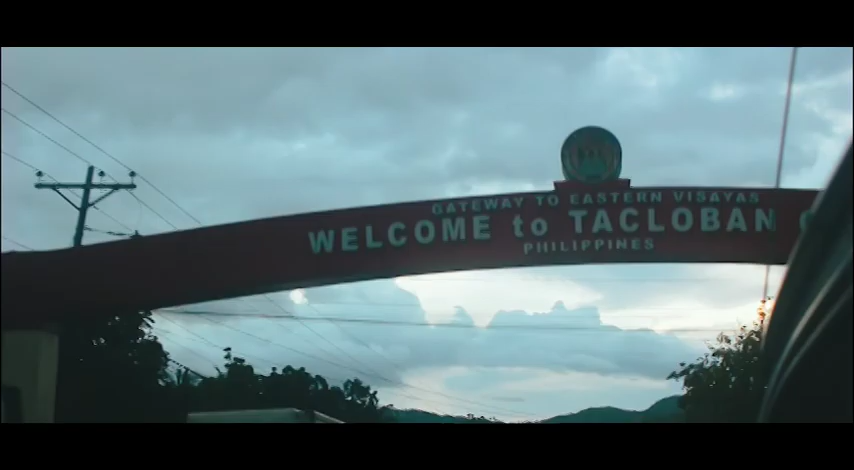 GATEWAY TO EASTERN VISAYAS
WELCOME to TACLOBAN
PHILIPPINES